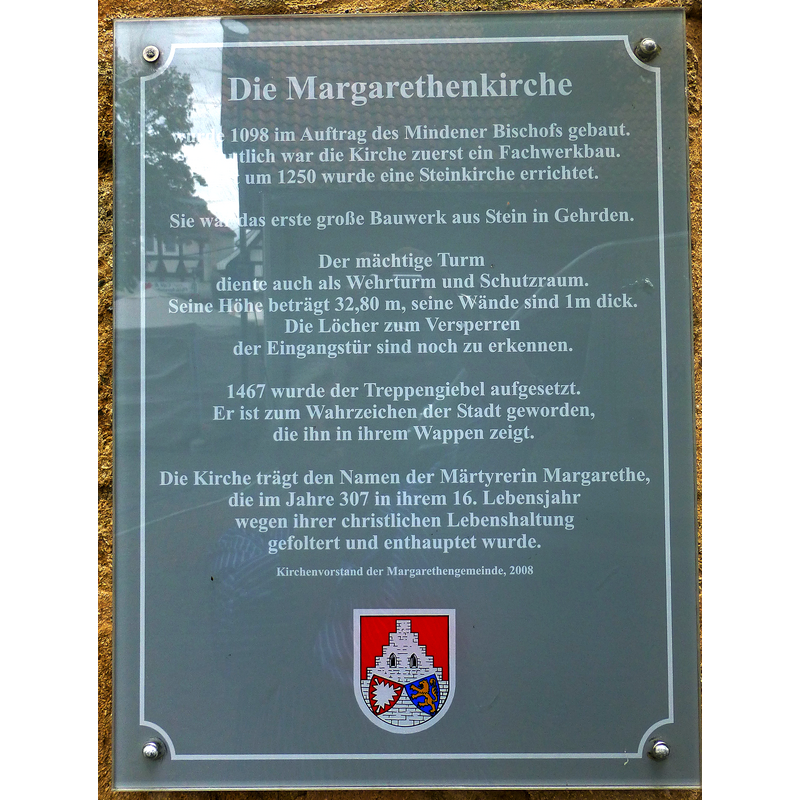 Die Margarethenkirche
wurde 1098 im Auftrag des Mindener Bischofs gebaut.
war die Kirche zuerst ein Fachwerkbau.
um 1250 wurde eine Steinkirche errichtet.
Sie war das erste große Bauwerk aus Stein in Gehrden.
Der mächtige Turm
diente auch als Wehrturm und Schutzraum.
Seine Höhe beträgt 32,80 m, seine Wände sind 1m dick.
Die Löcher zum Versperren
der Eingangstür sind noch zu erkennen.
1467 wurde der Treppengiebel aufgesetzt.
Er ist zum Wahrzeichen der Stadt geworden,
die ihn in ihrem Wappen zeigt.
Die Kirche trägt den Namen der Märtyrerin Margarethe,
die im Jahre 307 in ihrem 16. Lebensjahr
wegen ihrer christlichen Lebenshaltung
gefoltert und enthauptet wurde.
Kirchenvorstand der Margarethengemeinde, 2008